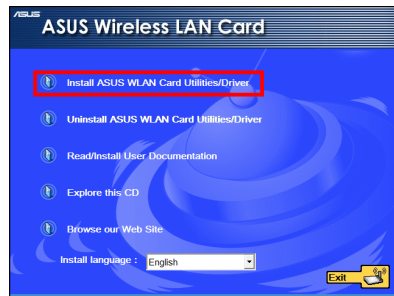 ASUS
ASUS Wireless LAN Card
Install ASUS WLAN Card Utilities/Driver
Uninstall ASUS WLAN Card Utilities/Driver
Read/Install User Documentation
Explore this CD
Browse our Web Site
Install language : English
Exit